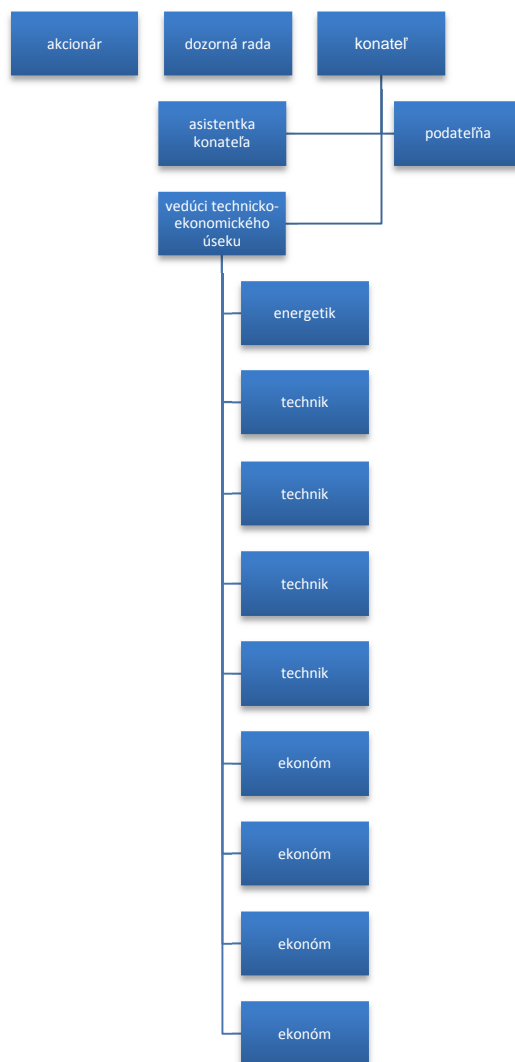 akcionár
dozorná rada
konateľ
asistentka
konateľa
podateľňa
vedúci technicko-
ekonomického
úseku
energetik
technik
technik
technik
technik
ekonóm
ekonóm
ekonóm
ekonóm